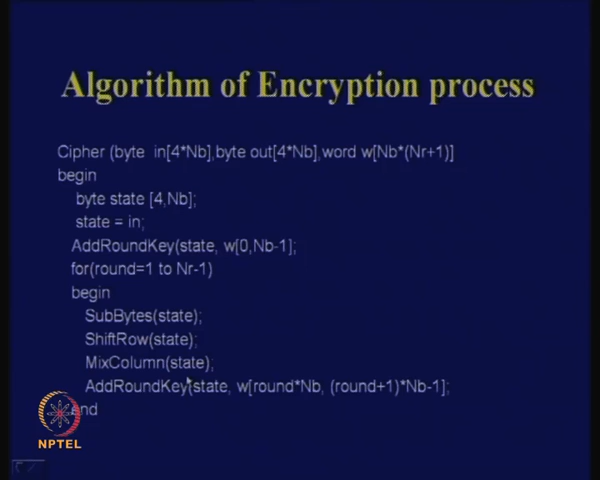 Algorithm of Encryption process
Cipher (byte in[4*Nb],byte out[4*Nb],word w[Nb*(Nr+1)]
begin
byte state [4,Nb];
state = in;
AddRoundKey(state, w[0,Nb-1];
for(round=1 to Nr-1)
begin
SubBytes(state);
ShiftRow(state);
MixColumn(state);
AddRoundKey(state, w[round*Nb, (round+1)*Nb-1];
end
NPTEL